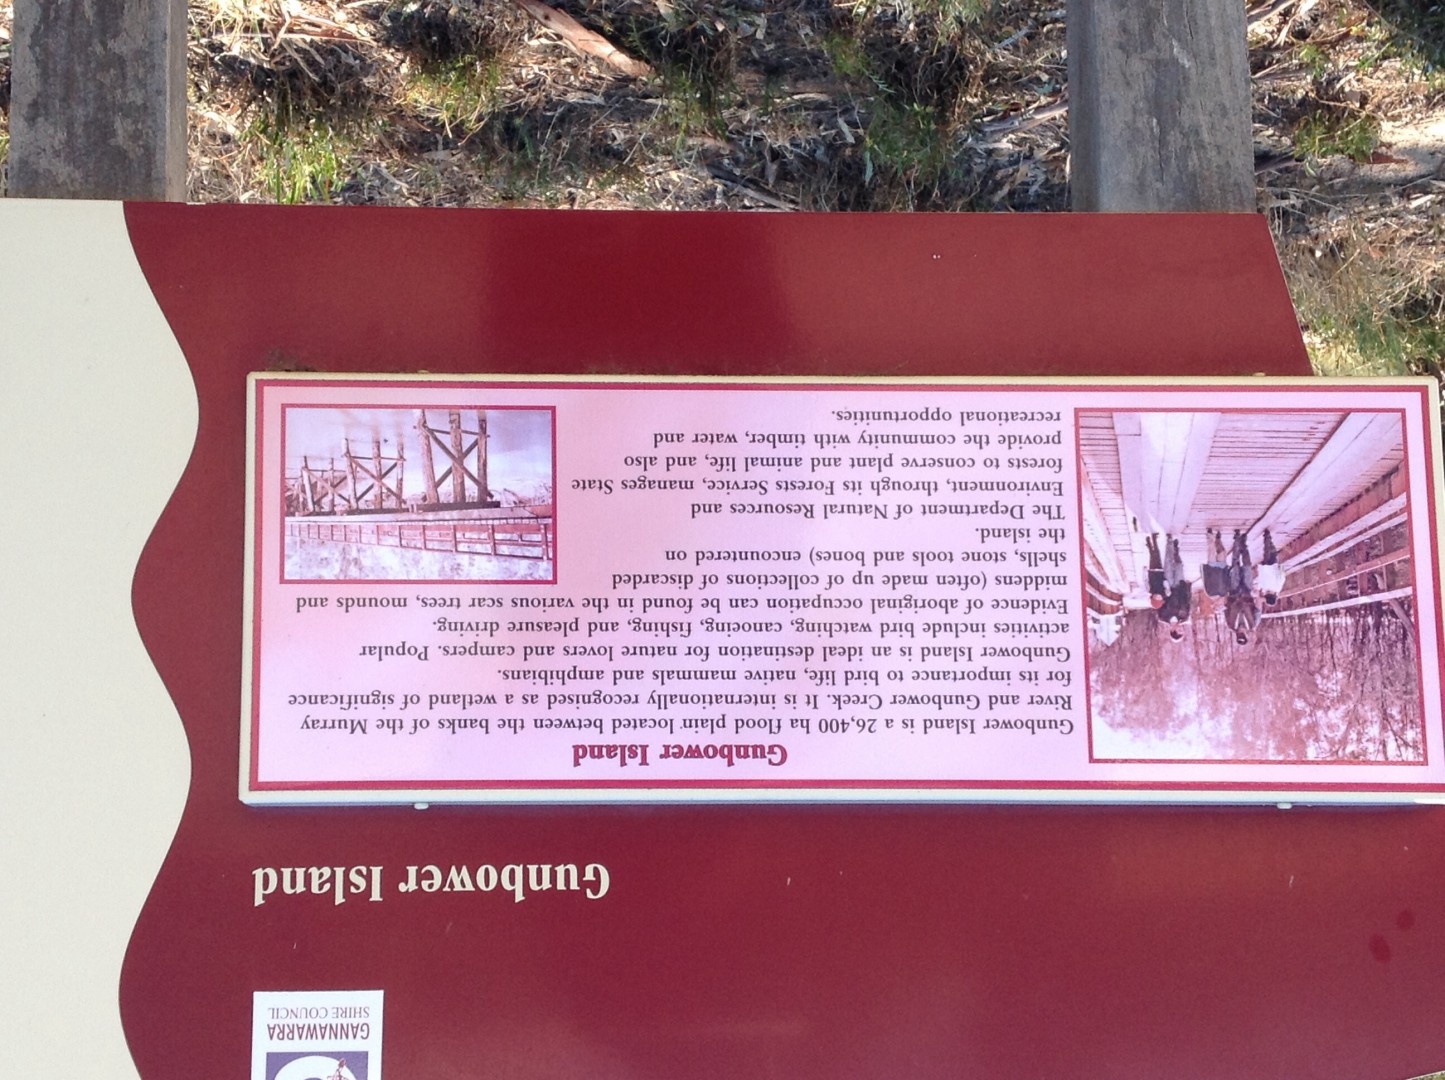 GANNAWARRA
SHIRE COUNCIL
Gunbower Island
Gunbower Island
Gunbower Island is a 26,400 ha flood plain located between the banks of the Murray
River and Gunbower Creek. It is internationally recognised as a wetland of significance
for its importance to bird life, native mammals and amphibians.
Gunbower Island is an ideal destination for nature lovers and campers. Popular
activities include bird watching, canoeing, fishing, and pleasure driving.
Evidence of aboriginal occupation can be found in the various scar trees, mounds and
middens (often made up of collections of discarded
shells, stone tools and bones) encountered on
the island.
The Department of Natural Resources and
Environment, through its Forests Service, manages State
forests to conserve plant and animal life, and also
provide the community with timber, water and
recreational opportunities.